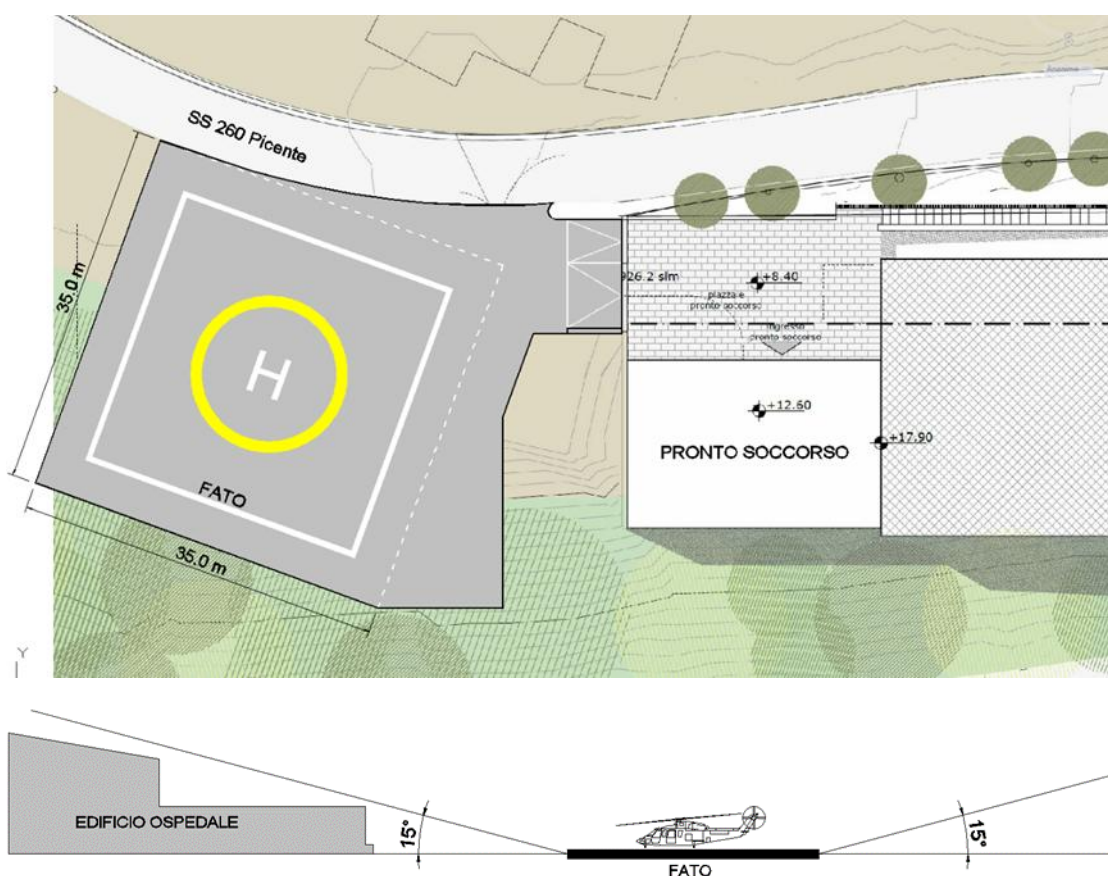 SS 260 Picente
35.0 m
926.2 slm
+8.40
piazza e
pronto soccorso
ingresso
pronto soccorso
H
+12.60
+17.90
PRONTO SOCCORSO
FATO
35.0 m
Y
EDIFICIO OSPEDALE
15°
15°
FATO